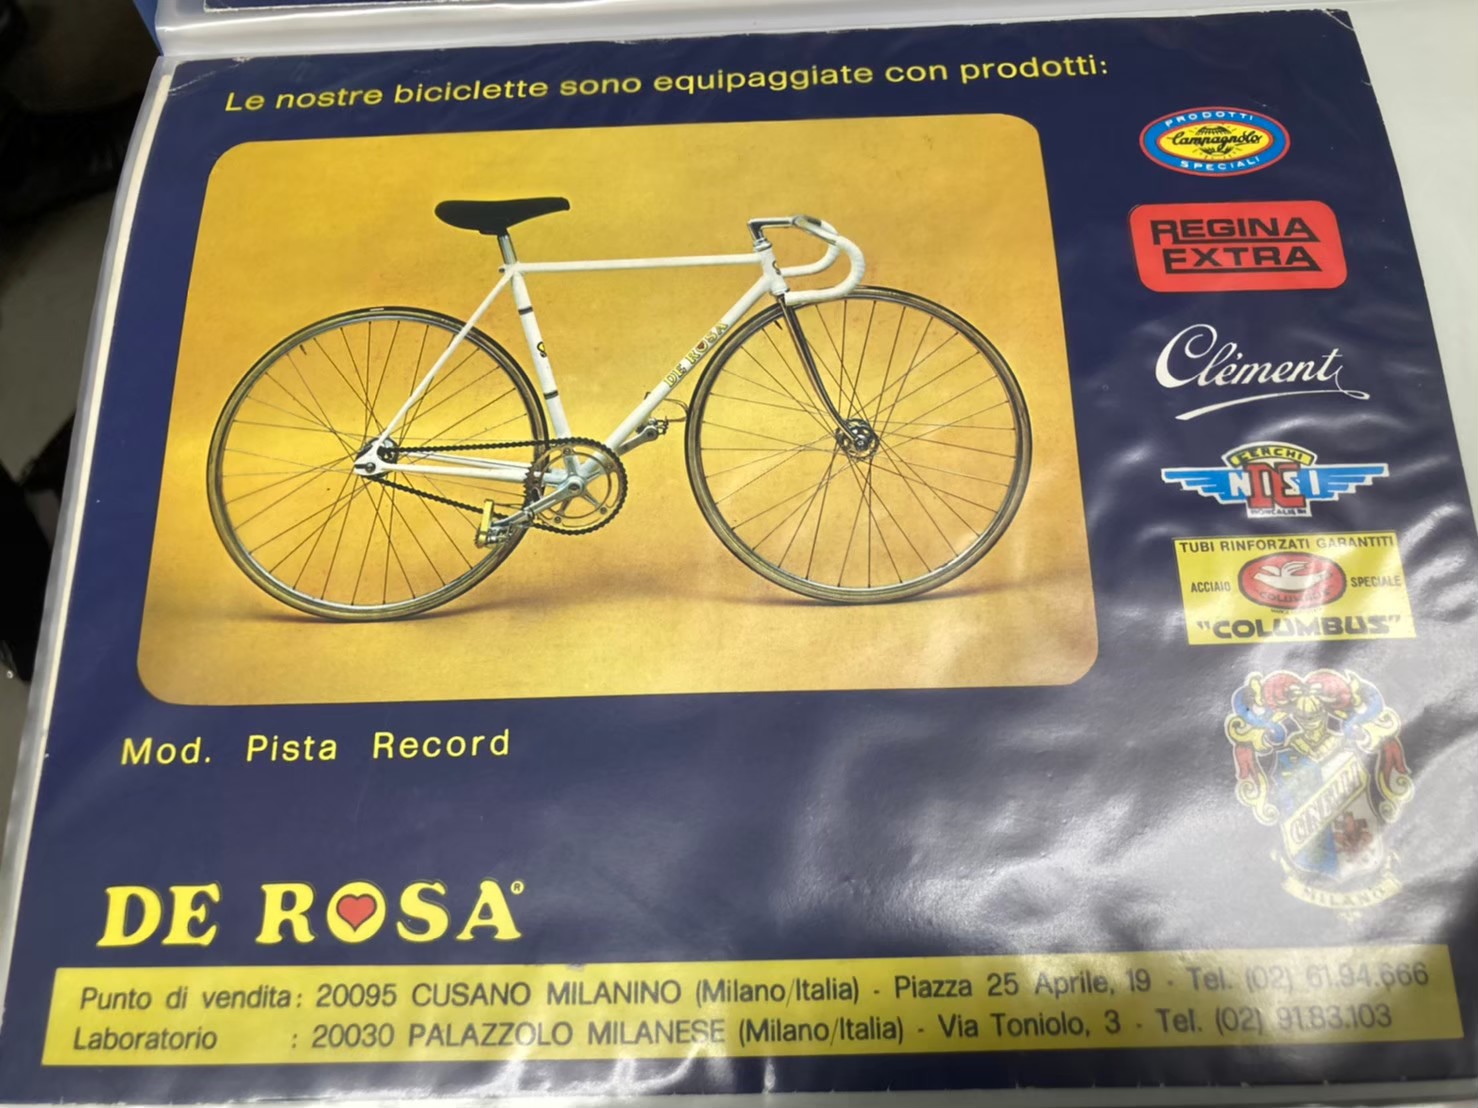 Le nostre biciclette sono equipaggiate con prodotti:
PRODOTTI
Campagnolo
SPECIALI
REGINA
EXTRA
Clément
CERCHI
NISI
MONCALIERI
TUBI RINFORZATI GARANTITI
ACCIAIO
COLUMBUS
SPECIALE
"COLUMBUS"
CINELLI
MILANO
DE ROSA
Mod. Pista Record
DE ROSA®
Punto di vendita: 20095 CUSANO MILANINO (Milano/Italia) - Piazza 25 Aprile, 19 - Tel. (02) 61.94.666
Laboratorio : 20030 PALAZZOLO MILANESE (Milano/Italia) - Via Toniolo, 3 - Tel. (02) 91.83.103